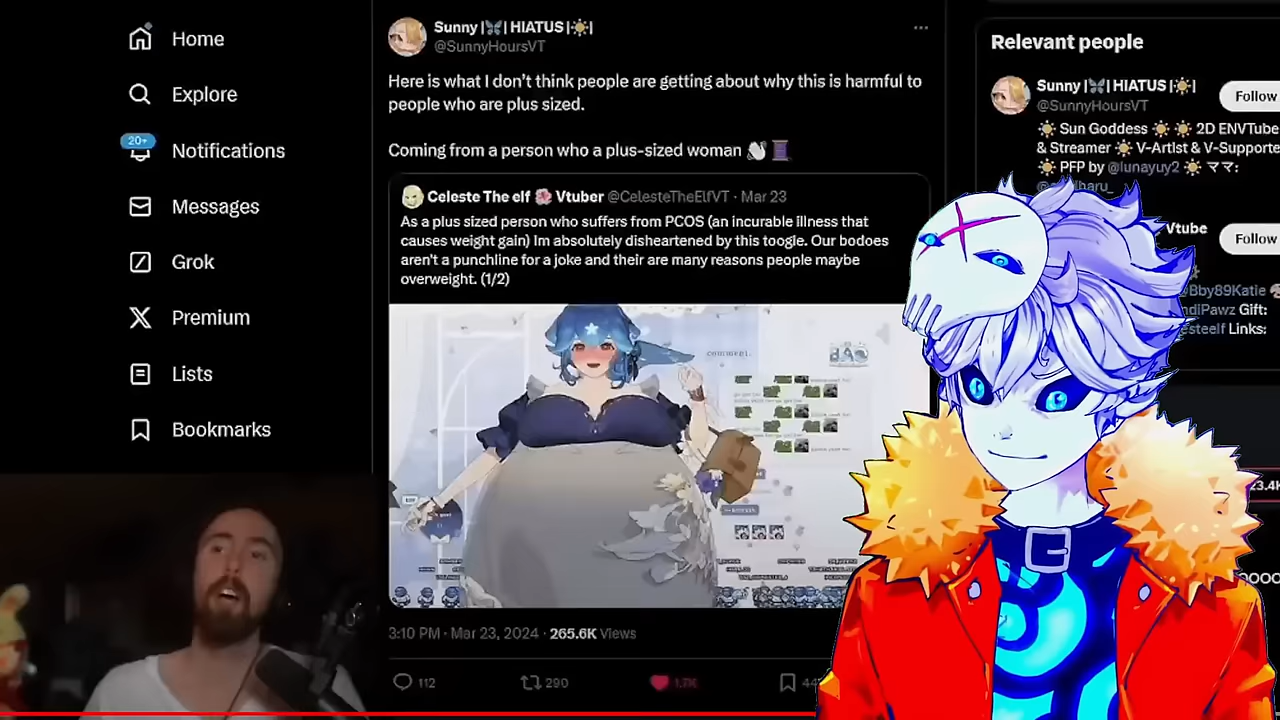 Home
Explore
20+
Notifications
Messages
Grok
Premium
Lists
Bookmarks
Sunny |🦋| HIATUS |☀️|
@SunnyHoursVT
Here is what I don't think people are getting about why this is harmful to
people who are plus sized.
Coming from a person who a plus-sized woman 👋🏻 🧵
Celeste The elf 🌸 Vtuber @CelesteTheElfVT · Mar 23
As a plus sized person who suffers from PCOS (an incurable illness that
causes weight gain) Im absolutely disheartened by this toogle. Our bodoes
aren't a punchline for a joke and their are many reasons people maybe
overweight. (1/2)
3:10 PM · Mar 23, 2024 · 265.6K Views
112
290
1.7K
Relevant people
Sunny |🦋| HIATUS |☀️|
@SunnyHoursVT
Follow
☀️ Sun Goddess ☀️ ☀️ 2D ENVTube
& Streamer ☀️ V-Artist & V-Supporte
☀️ PFP by @lunayuy2 ☀️ ママ:
Vtube
Follow
@Bby89Katie
ndiPawz Gift:
esteelf Links:
23.4K